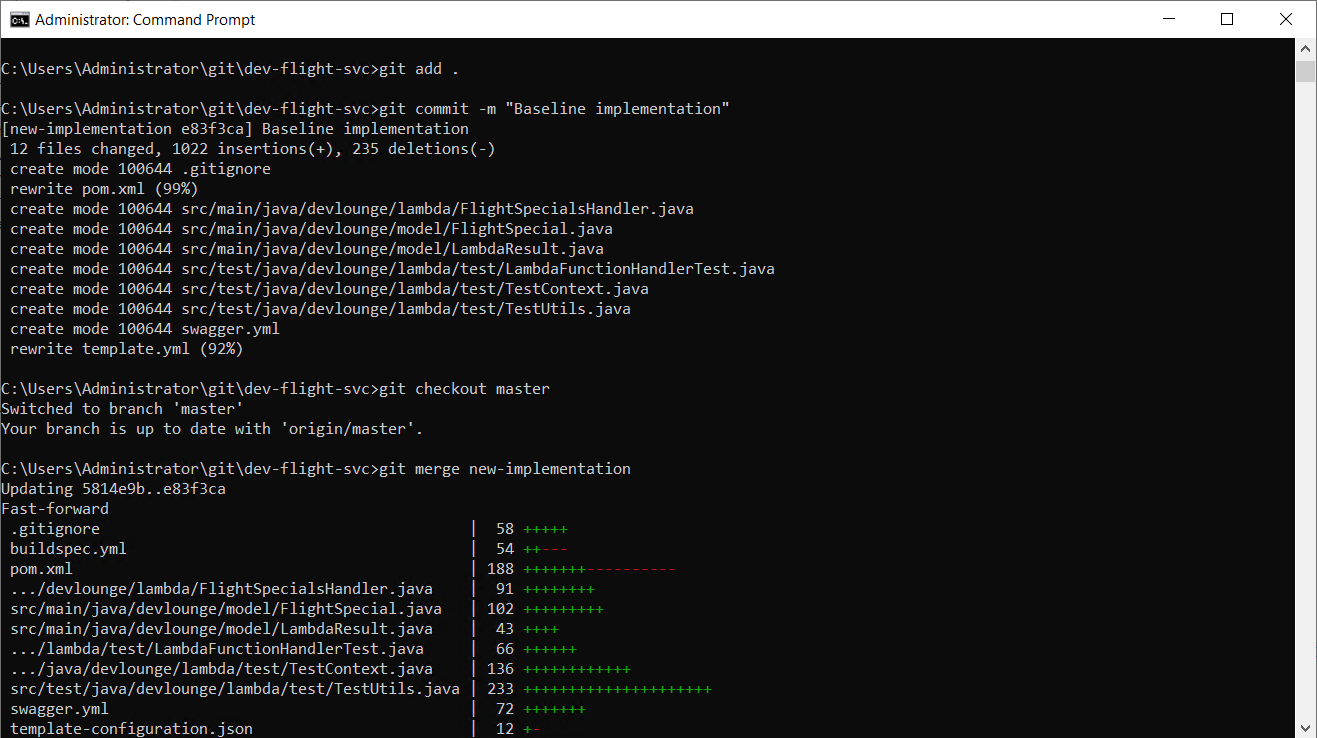 Administrator: Command Prompt
C:\Users\Administrator\git\dev-flight-svc>git add .
C:\Users\Administrator\git\dev-flight-svc>git commit -m "Baseline implementation"
[new-implementation e83f3ca] Baseline implementation
 12 files changed, 1022 insertions(+), 235 deletions(-)
 create mode 100644 .gitignore
 rewrite pom.xml (99%)
 create mode 100644 src/main/java/devlounge/lambda/FlightSpecialsHandler.java
 create mode 100644 src/main/java/devlounge/model/FlightSpecial.java
 create mode 100644 src/main/java/devlounge/model/LambdaResult.java
 create mode 100644 src/test/java/devlounge/lambda/test/LambdaFunctionHandlerTest.java
 create mode 100644 src/test/java/devlounge/lambda/test/TestContext.java
 create mode 100644 src/test/java/devlounge/lambda/test/TestUtils.java
 create mode 100644 swagger.yml
 rewrite template.yml (92%)
C:\Users\Administrator\git\dev-flight-svc>git checkout master
Switched to branch 'master'
Your branch is up to date with 'origin/master'.
C:\Users\Administrator\git\dev-flight-svc>git merge new-implementation
Updating 5814e9b..e83f3ca
Fast-forward
 .gitignore                                         |  58 +++++
 buildspec.yml                                      |  54 ++---
 pom.xml                                            | 188 +++++++----------
 .../devlounge/lambda/FlightSpecialsHandler.java    |  91 ++++++++
 src/main/java/devlounge/model/FlightSpecial.java   | 102 +++++++++
 src/main/java/devlounge/model/LambdaResult.java    |  43 ++++
 .../lambda/test/LambdaFunctionHandlerTest.java     |  66 ++++++
 .../java/devlounge/lambda/test/TestContext.java    | 136 ++++++++++++
 src/test/java/devlounge/lambda/test/TestUtils.java | 233 +++++++++++++++++++++
 swagger.yml                                        |  72 +++++++
 template-configuration.json                        |  12 +-